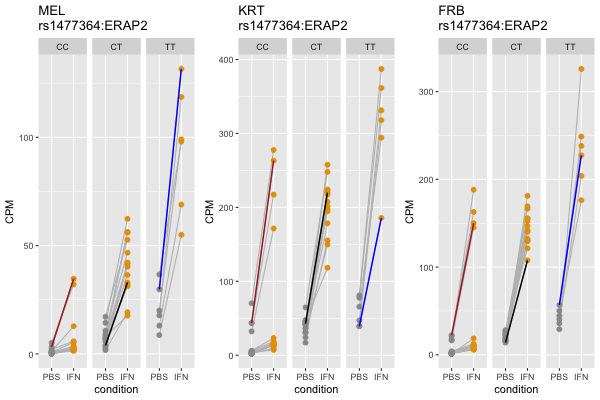 MEL
rs1477364:ERAP2
CC CT TT
CPM
100
50
0
PBS IFN PBS IFN PBS IFN
condition
KRT
rs1477364:ERAP2
CC CT TT
CPM
400
300
200
100
0
PBS IFN PBS IFN PBS IFN
condition
FRB
rs1477364:ERAP2
CC CT TT
CPM
300
200
100
0
PBS IFN PBS IFN PBS IFN
condition